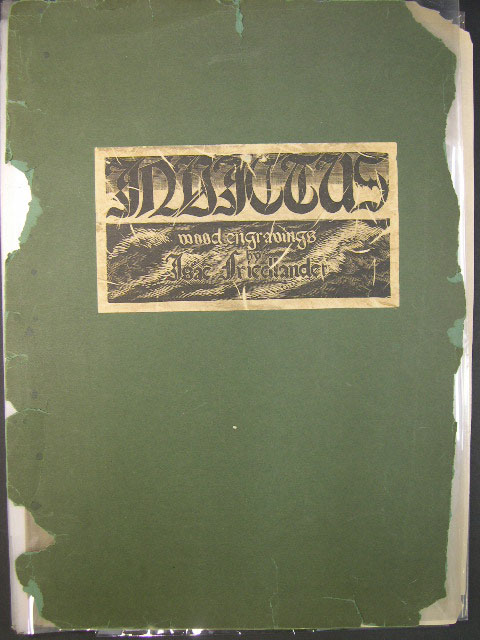 INVICTUS
wood engravings
by
Isac Friedlander